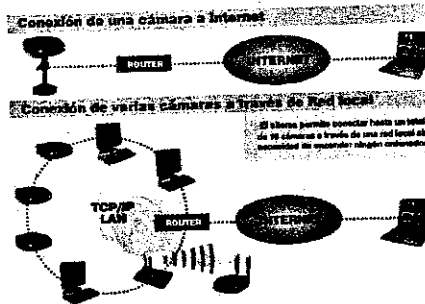 Conexión de una cámara a Internet
ROUTER
INTERNET
Conexión de varias cámaras a través de Red local
permite conectar hasta un total
de 16 cámaras a través de una red local sin
necesidad de encender ningún ordenador
TCP/IP
LAN
ROUTER
INTERNET